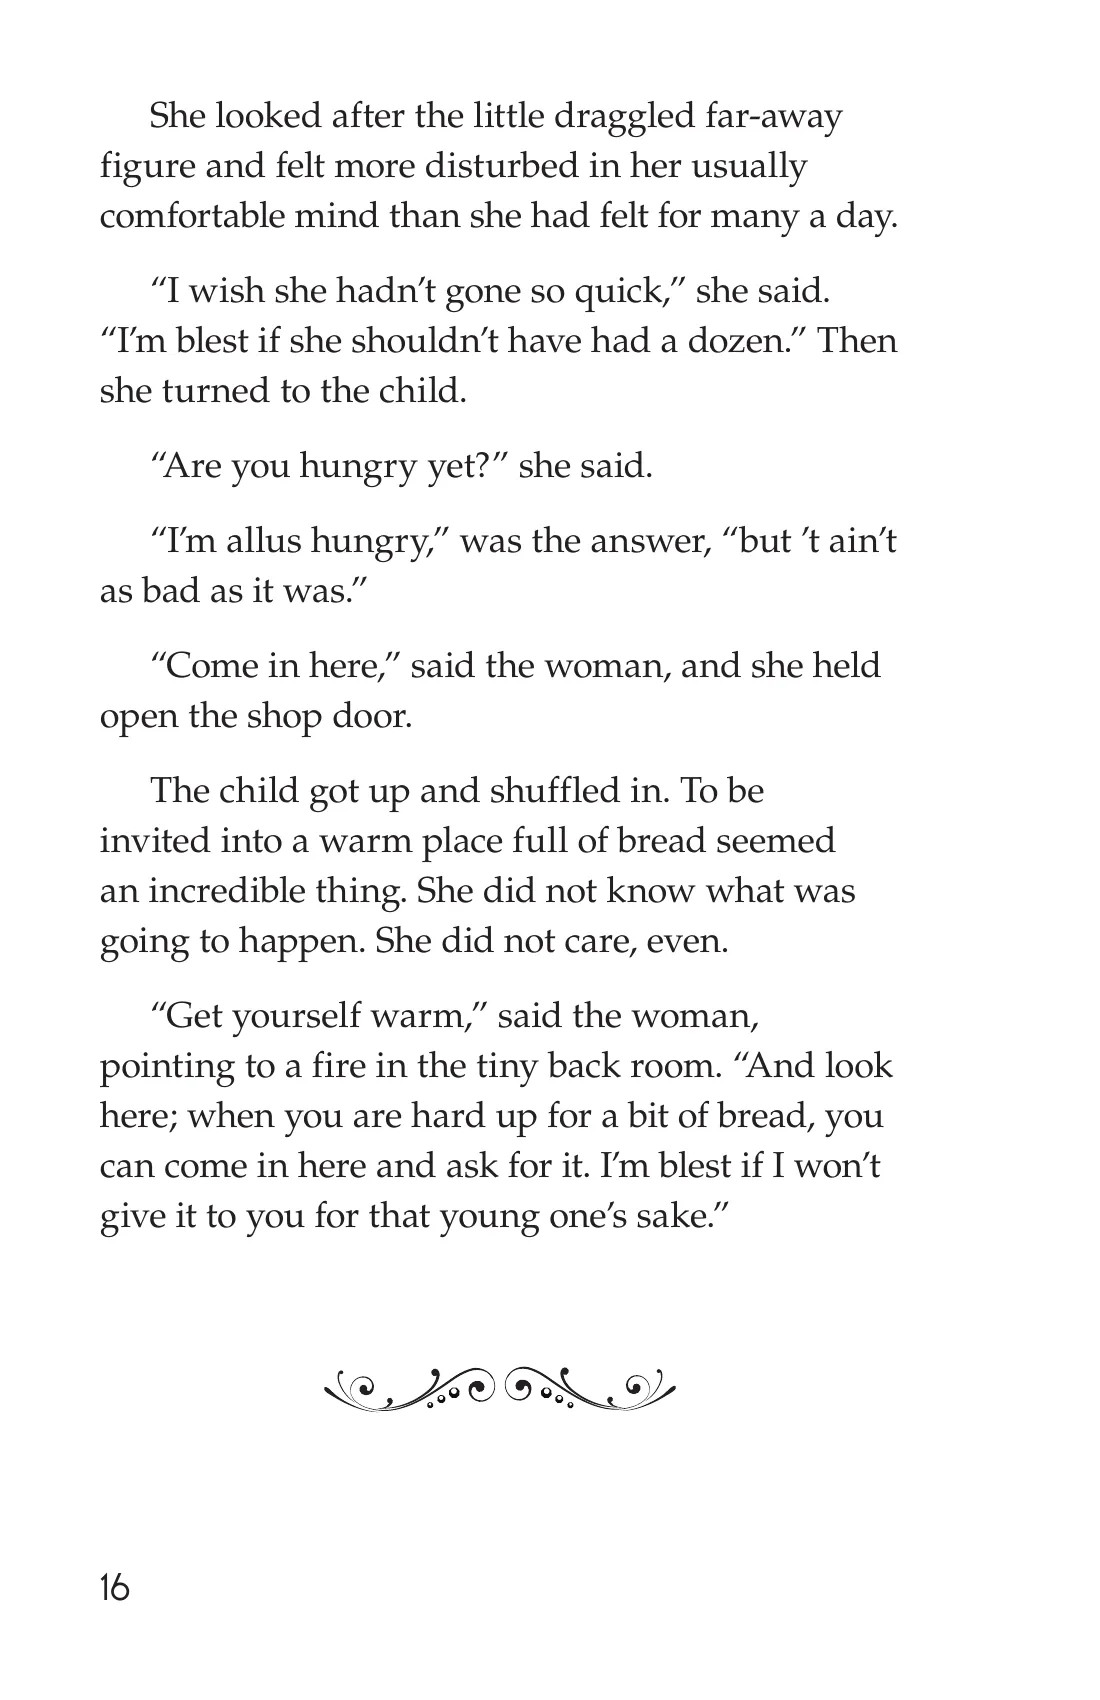 She looked after the little draggled far-away
figure and felt more disturbed in her usually
comfortable mind than she had felt for many a day.
“I wish she hadn’t gone so quick,” she said.
“I’m blest if she shouldn’t have had a dozen.” Then
she turned to the child.
“Are you hungry yet?” she said.
“I’m allus hungry,” was the answer, “but ’t ain’t
as bad as it was.”
“Come in here,” said the woman, and she held
open the shop door.
The child got up and shuffled in. To be
invited into a warm place full of bread seemed
an incredible thing. She did not know what was
going to happen. She did not care, even.
“Get yourself warm,” said the woman,
pointing to a fire in the tiny back room. “And look
here; when you are hard up for a bit of bread, you
can come in here and ask for it. I’m blest if I won’t
give it to you for that young one’s sake.”
16